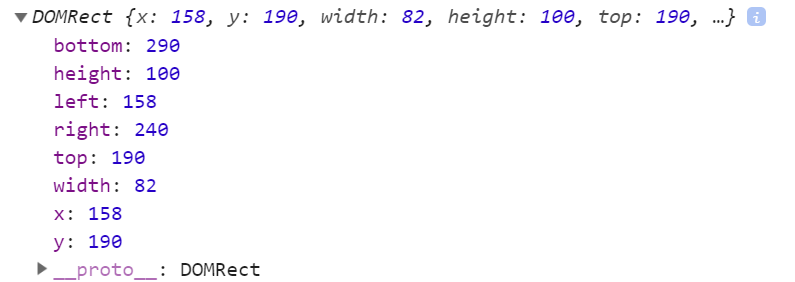 ▼DOMRect {x: 158, y: 190, width: 82, height: 100, top: 190, …} i
bottom: 290
height: 100
left: 158
right: 240
top: 190
width: 82
x: 158
y: 190
▶__proto__: DOMRect